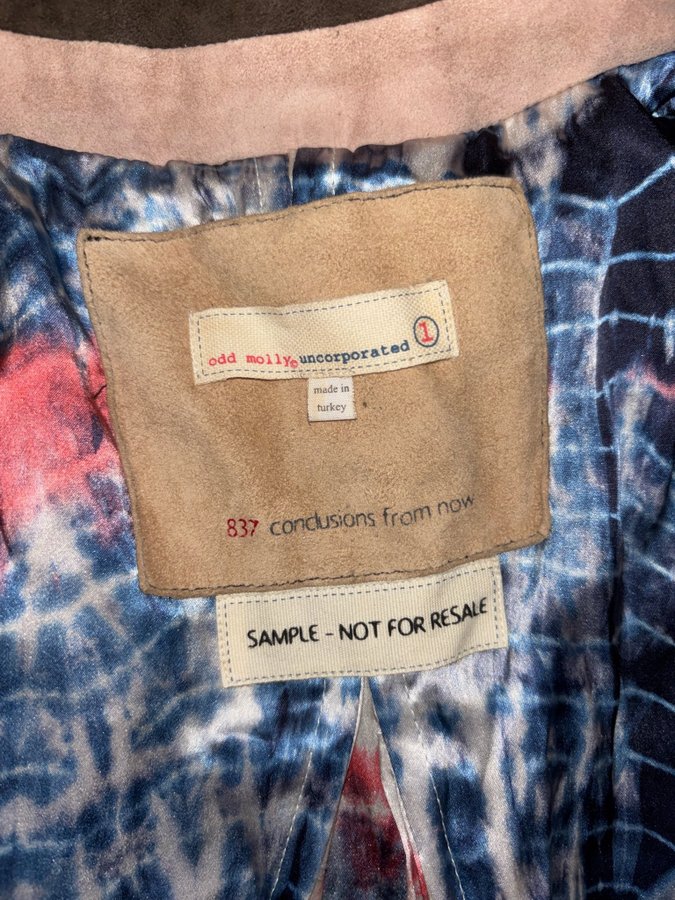 odd molly© uncorporated 1
made in
turkey
837 conclusions from now
SAMPLE - NOT FOR RESALE